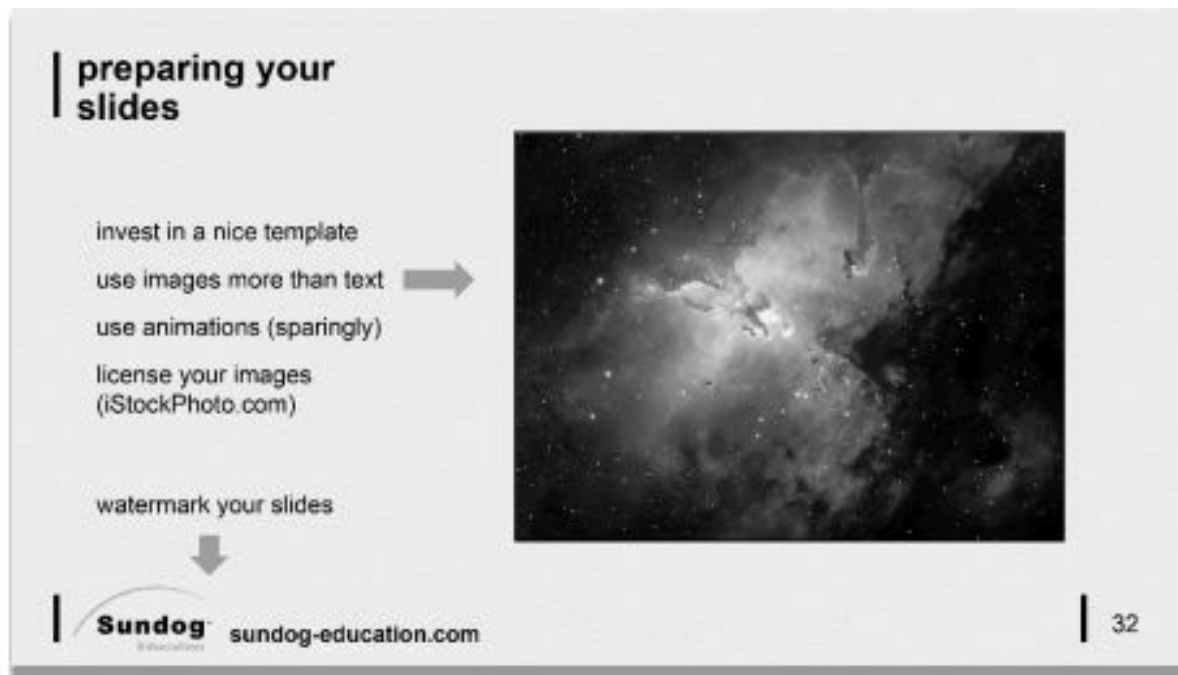 preparing your
slides
invest in a nice template
use images more than text
use animations (sparingly)
license your images
(iStockPhoto.com)
watermark your slides
Sundog
Education
sundog-education.com
32